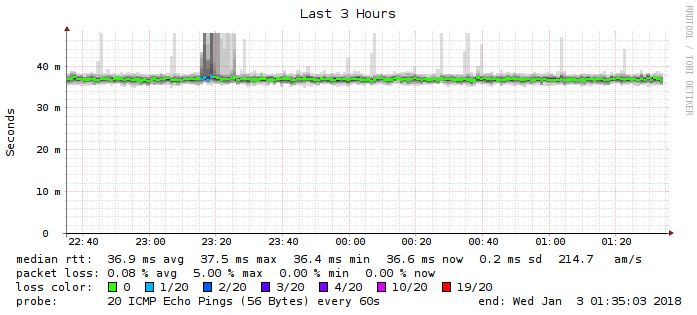 Last 3 Hours
RRDTOOL / TOBI OETIKER
Seconds
40 m
30 m
20 m
10 m
0
22:40 23:00 23:20 23:40 00:00 00:20 00:40 01:00 01:20
median rtt: 36.9 ms avg 37.5 ms max 36.4 ms min 36.6 ms now 0.2 ms sd 214.7 am/s
packet loss: 0.08 % avg 5.00 % max 0.00 % min 0.00 % now
loss color: 0 1/20 2/20 3/20 4/20 10/20 19/20
probe: 20 ICMP Echo Pings (56 Bytes) every 60s end: Wed Jan 3 01:35:03 2018